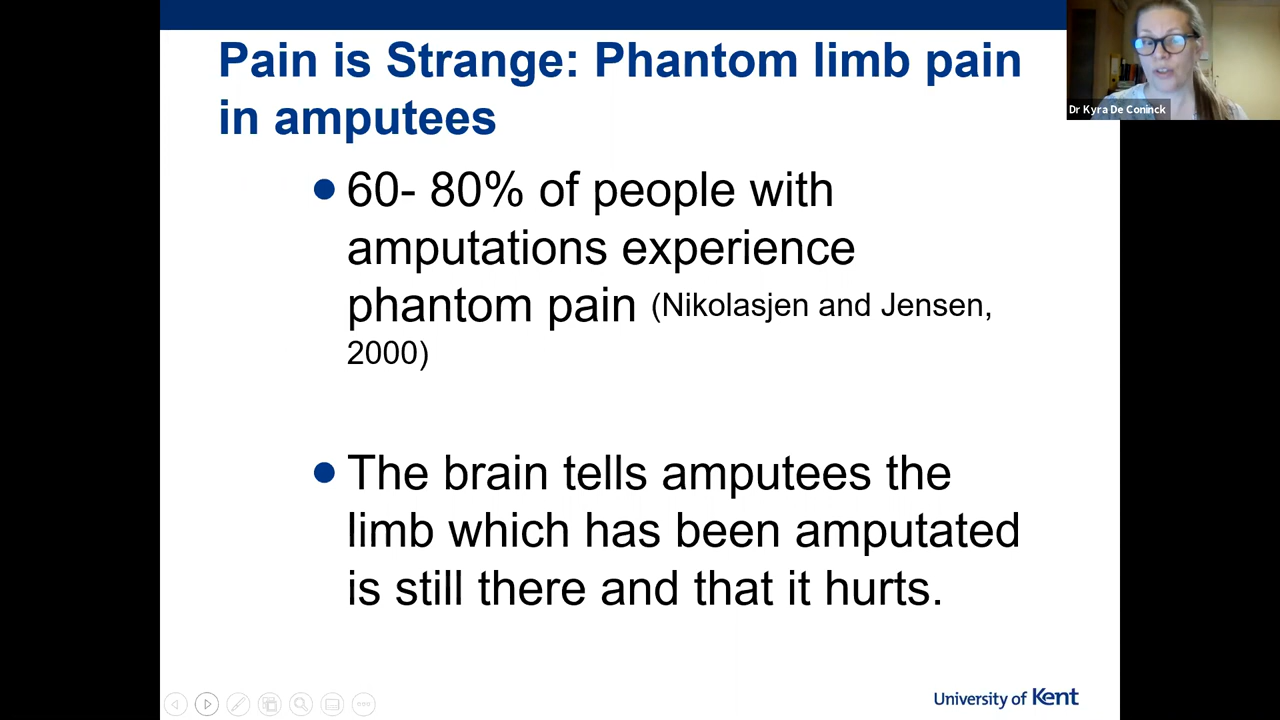 Pain is Strange: Phantom limb pain
in amputees
Dr Kyra De Coninck
60- 80% of people with
amputations experience
phantom pain (Nikolasjen and Jensen,
2000)
The brain tells amputees the
limb which has been amputated
is still there and that it hurts.
University of Kent